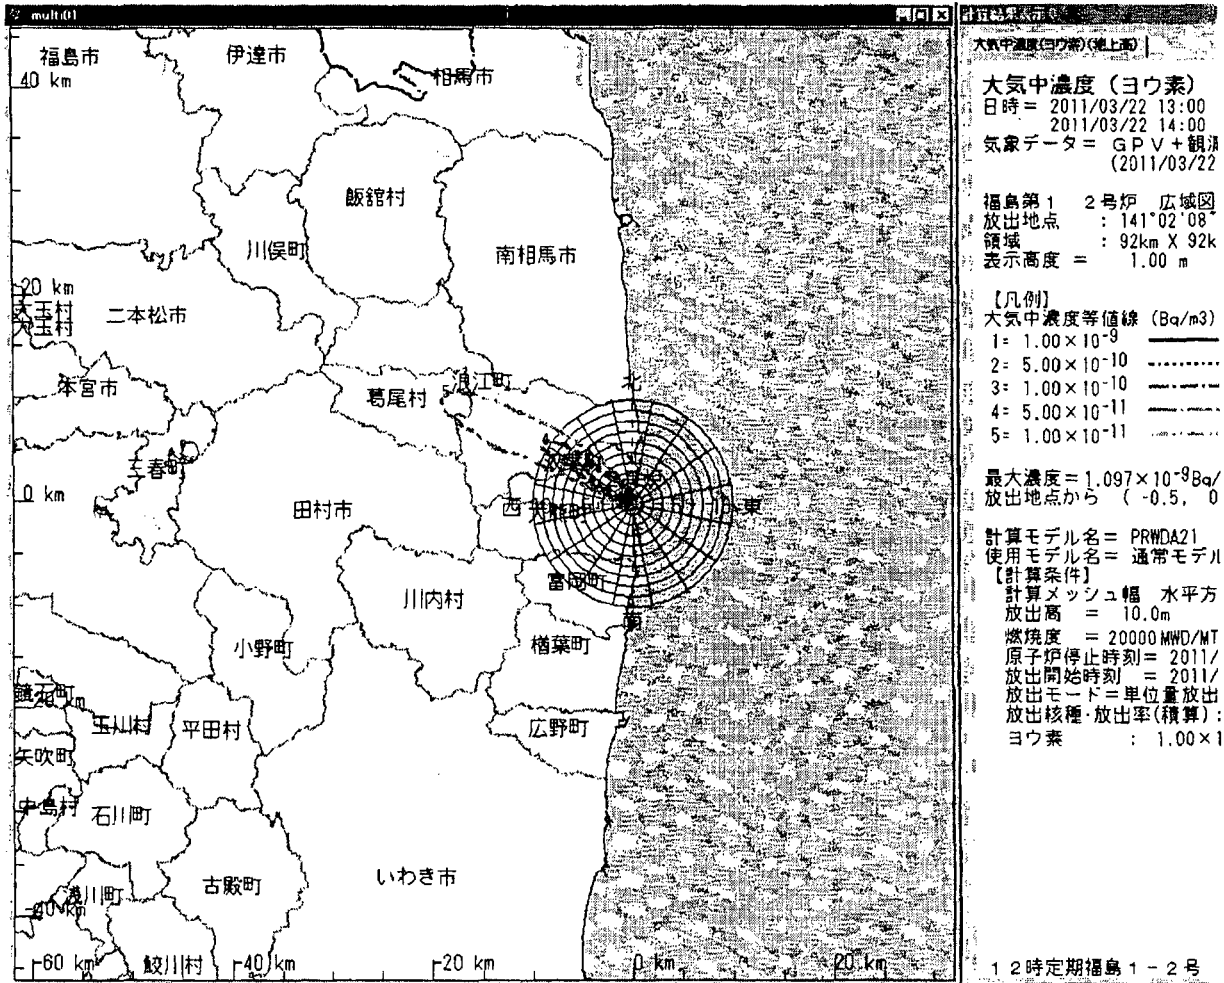 multi01
福島市
伊達市
相馬市
40 km
飯舘村
川俣町
南相馬市
20 km
大玉村
大玉村
二本松市
本宮市
葛尾村
浪江町
北
三春町
0 km
田村市
西
東
富岡町
川内村
南
小野町
楢葉町
鏡石町
玉川村
平田村
広野町
矢吹町
中島村
石川町
いわき市
古殿町
浅川町
-40 km
鮫川村
-60 km
-40 km
-20 km
0 km
20 km
大気中濃度(ヨウ素)(地上高)
大気中濃度（ヨウ素）
日時＝ 2011/03/22 13:00
2011/03/22 14:00
気象データ＝ ＧＰＶ＋観測
(2011/03/22
福島第１ ２号炉 広域図
放出地点 : 141°02'08"
領域 : 92km X 92k
表示高度 ＝ 1.00 m
【凡例】
大気中濃度等値線 (Bq/m3)
1= 1.00×10⁻⁹
2= 5.00×10⁻¹⁰
3= 1.00×10⁻¹⁰
4= 5.00×10⁻¹¹
5= 1.00×10⁻¹¹
最大濃度＝1.097×10⁻⁹Bq/
放出地点から ( -0.5, 0
計算モデル名＝ PRWDA21
使用モデル名＝ 通常モデル
【計算条件】
計算メッシュ幅 水平方
放出高 ＝ 10.0m
燃焼度 ＝20000MWD/MT
原子炉停止時刻＝ 2011/
放出開始時刻 ＝ 2011/
放出モード＝単位量放出
放出核種・放出率(積算) :
ヨウ素 : 1.00×1
１２時定期福島１－２号